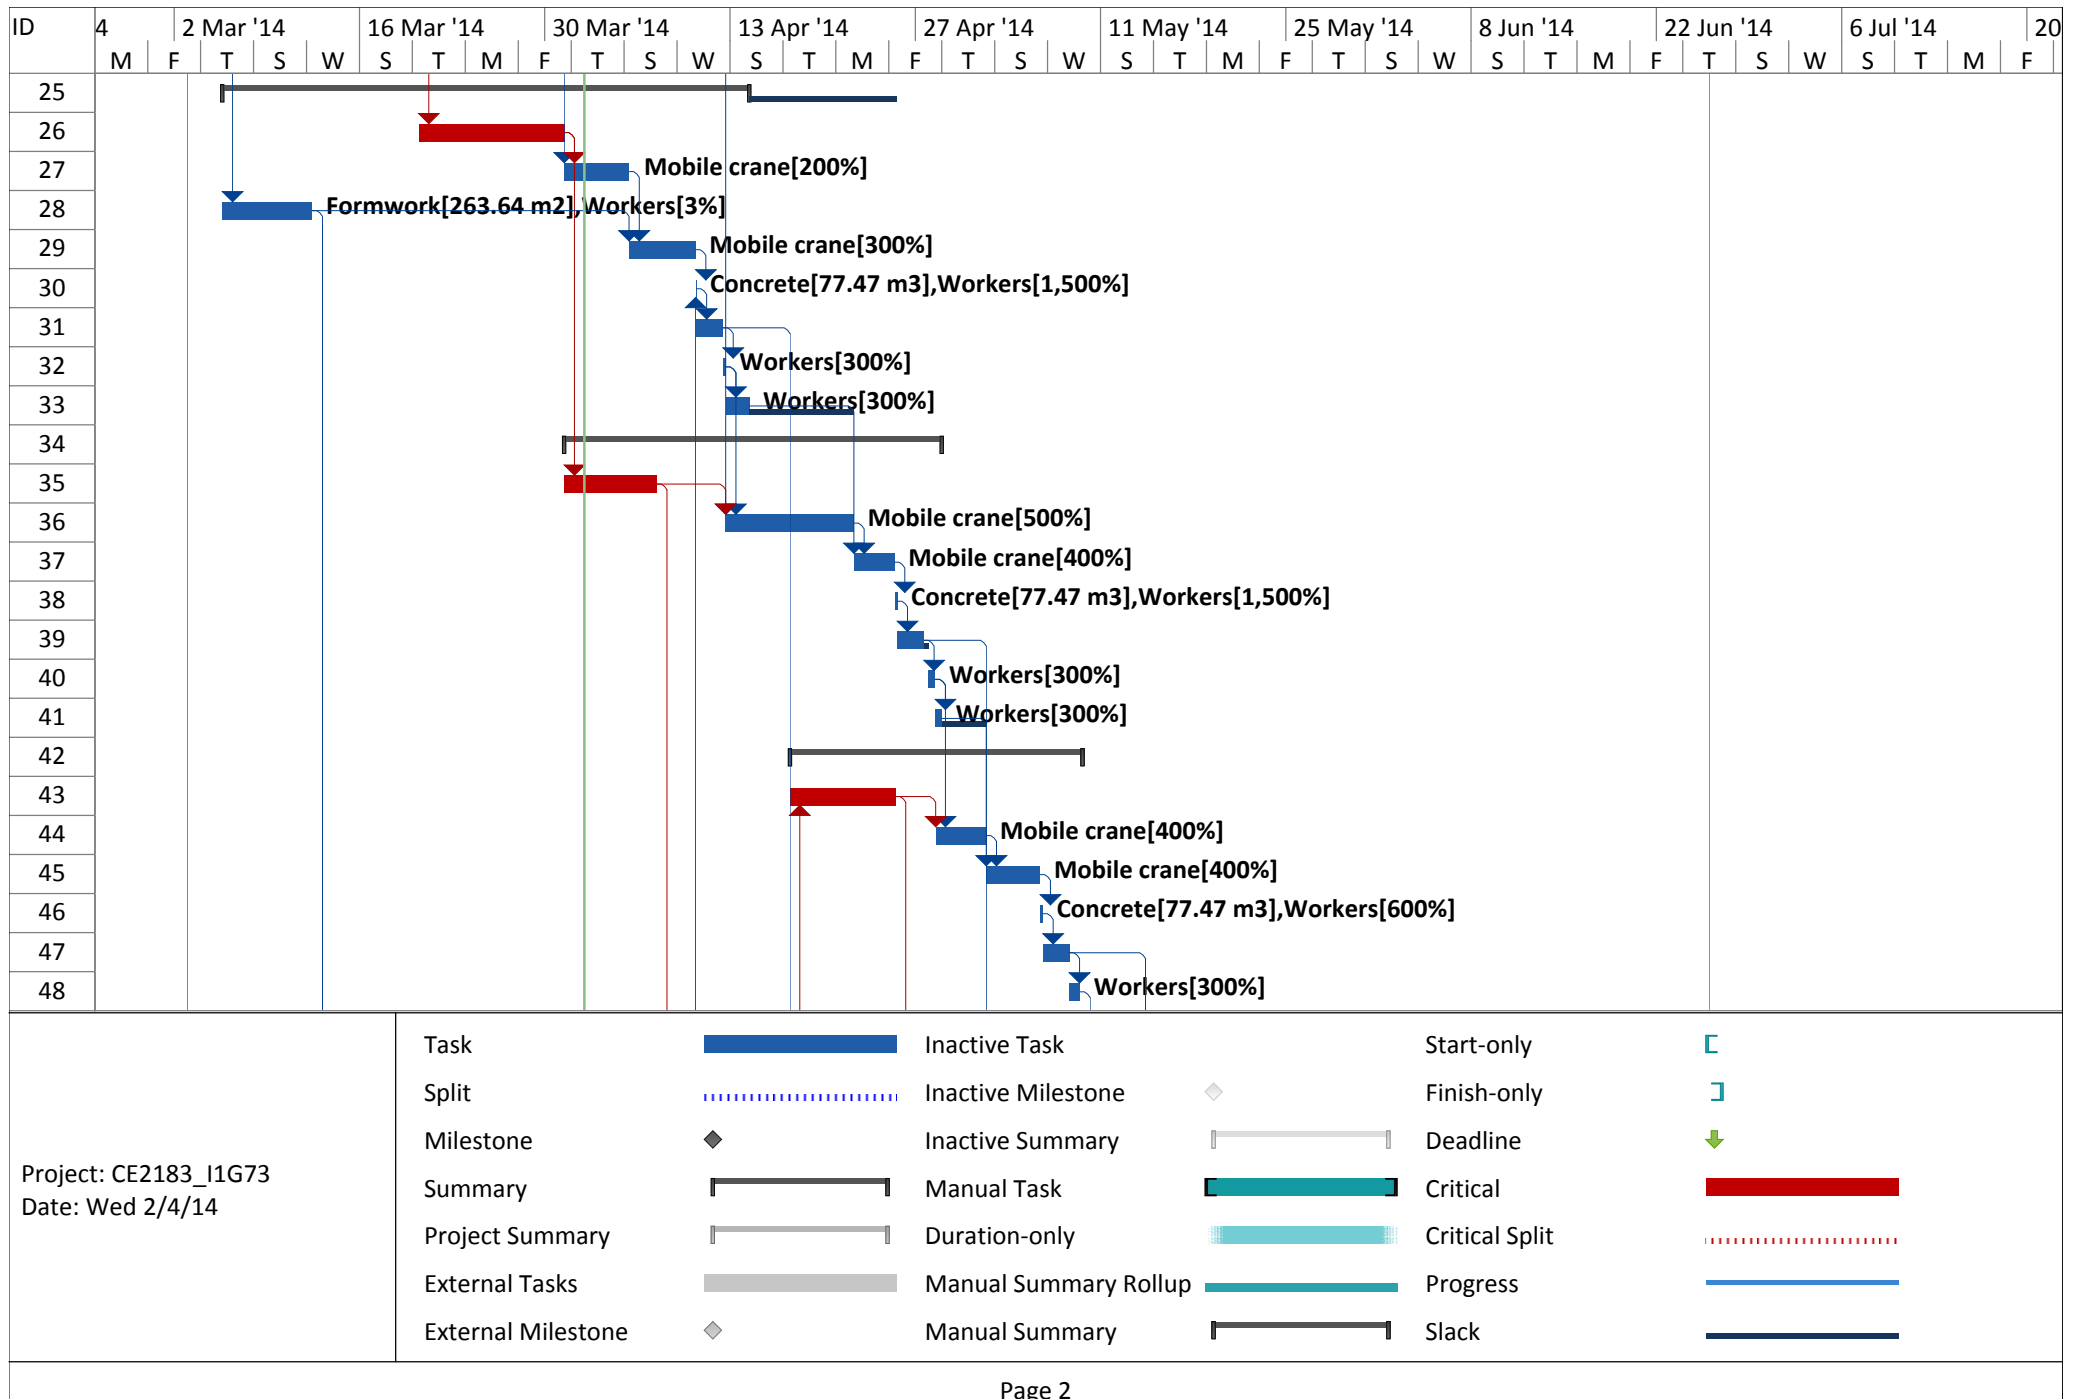 ID 4 2 Mar '14 16 Mar '14 30 Mar '14 13 Apr '14 27 Apr '14 11 May '14 25 May '14 8 Jun '14 22 Jun '14 6 Jul '14 20
M F T S W S T M F T S W S T M F T S W S T M F T S W S T M F T S W S T M F
25
26
27 Mobile crane[200%]
28 Formwork[263.64 m2],Workers[3%]
29 Mobile crane[300%]
30 Concrete[77.47 m3],Workers[1,500%]
31
32 Workers[300%]
33 Workers[300%]
34
35
36 Mobile crane[500%]
37 Mobile crane[400%]
38 Concrete[77.47 m3],Workers[1,500%]
39
40 Workers[300%]
41 Workers[300%]
42
43
44 Mobile crane[400%]
45 Mobile crane[400%]
46 Concrete[77.47 m3],Workers[600%]
47
48 Workers[300%]
Project: CE2183_I1G73
Date: Wed 2/4/14
Task Inactive Task Start-only
Split Inactive Milestone Finish-only
Milestone Inactive Summary Deadline
Summary Manual Task Critical
Project Summary Duration-only Critical Split
External Tasks Manual Summary Rollup Progress
External Milestone Manual Summary Slack
Page 2